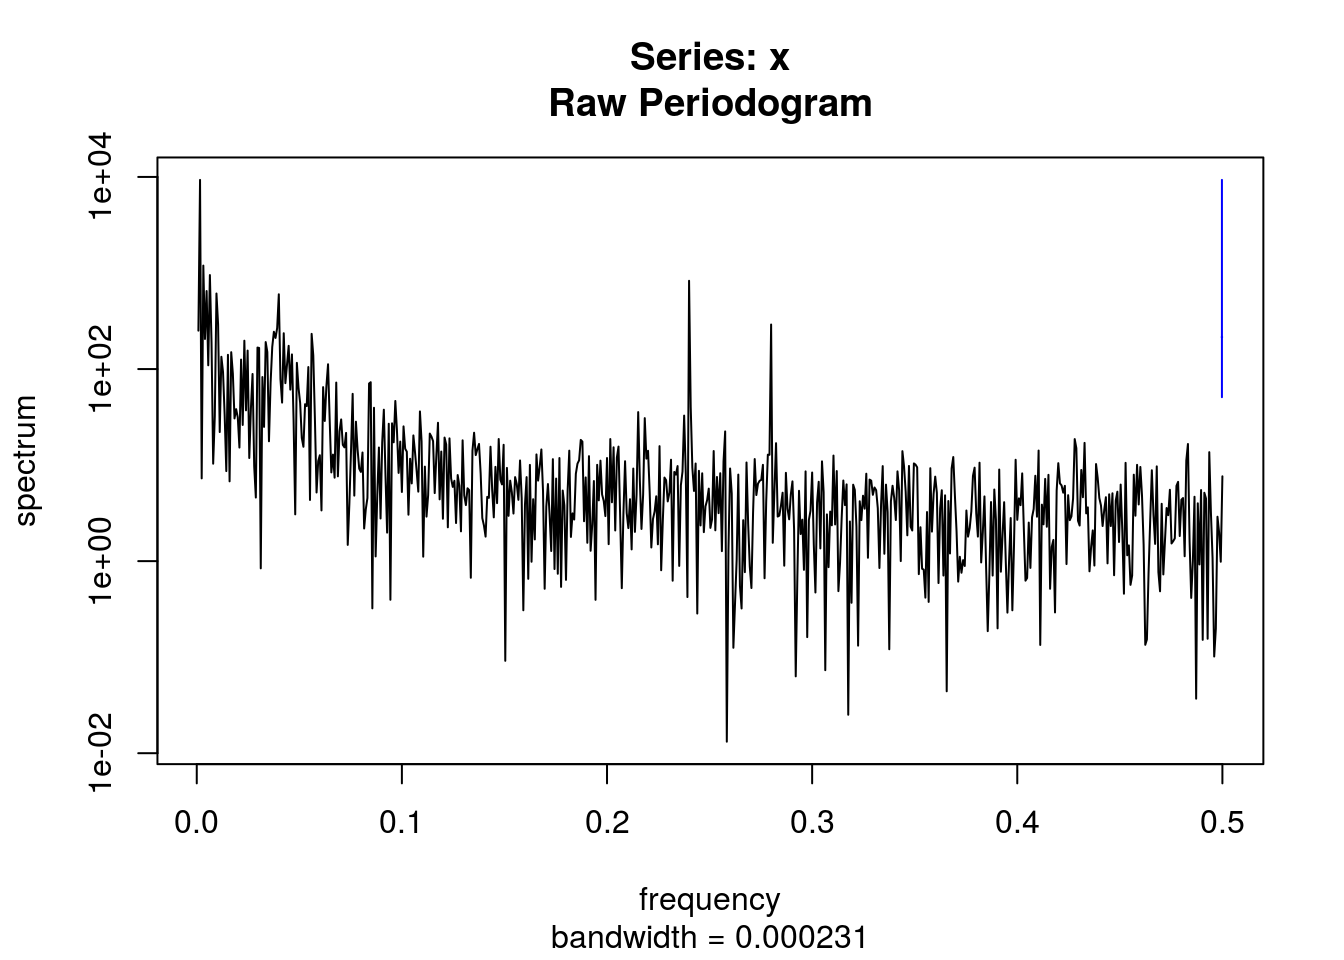 Series: x
Raw Periodogram
1e+04
1e+02
1e+00
1e-02
spectrum
0.0 0.1 0.2 0.3 0.4 0.5
frequency
bandwidth = 0.000231